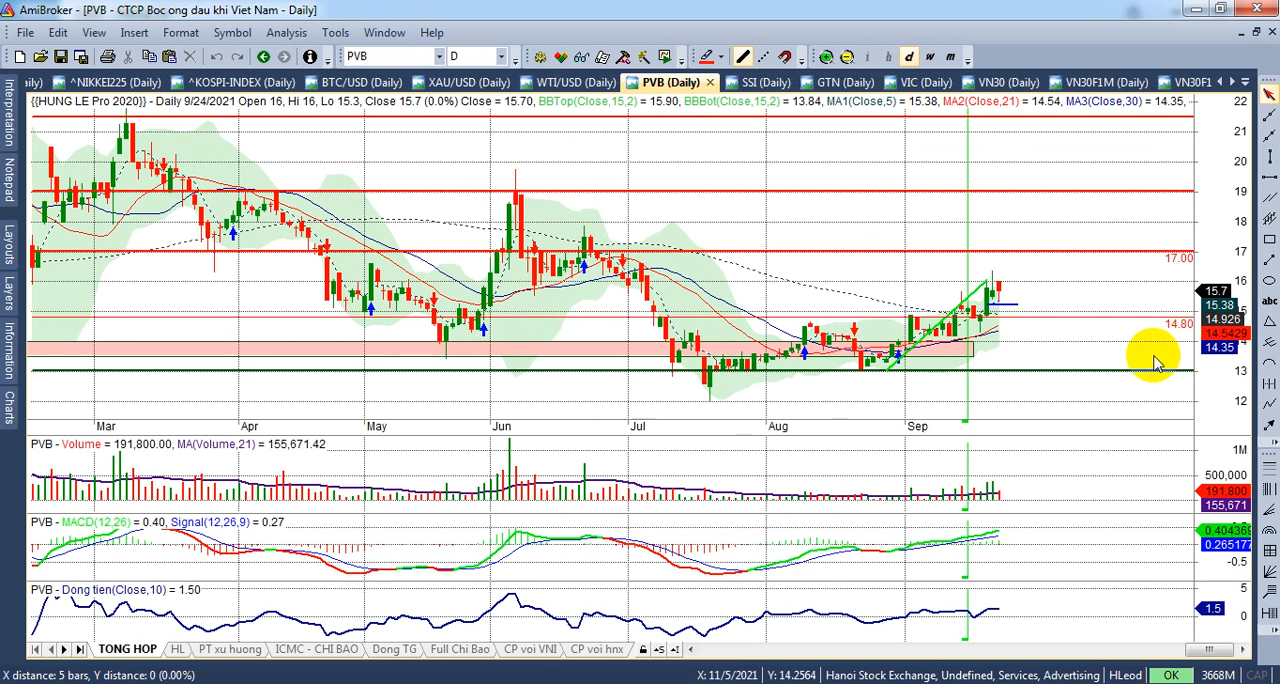 AmiBroker - [PVB - CTCP Boc ong dau khi Viet Nam - Daily]
File Edit View Insert Format Symbol Analysis Tools Window Help
PVB D i h d w m
ily) ^NIKKEI225 (Daily) ^KOSPI-INDEX (Daily) BTC/USD (Daily) XAU/USD (Daily) WTI/USD (Daily) PVB (Daily) SSI (Daily) GTN (Daily) VIC (Daily) VN30 (Daily) VN30F1M (Daily) VN30F1
{{HUNG LE Pro 2020}} - Daily 9/24/2021 Open 16, Hi 16, Lo 15.3, Close 15.7 (0.0%) Close = 15.70, BBTop(Close,15,2) = 15.90, BBBot(Close,15,2) = 13.84, MA1(Close,5) = 15.38, MA2(Close,21) = 14.54, MA3(Close,30) = 14.35,
Interpretation
Notepad
Layouts
Layers
Information
Charts
22
21
20
19
18
17
17.00
16
15.7
15.38
14.926
14.80
14.5429
14.35
13
12
abc
Mar Apr May Jun Jul Aug Sep
PVB - Volume = 191,800.00, MA(Volume,21) = 155,671.42
1M
500,000
191,800
155,671
PVB - MACD(12,26) = 0.40, Signal(12,26,9) = 0.27
0.404369
0.265177
-0.5
PVB - Dong tien(Close,10) = 1.50
5
1.5
0
TONG HOP HL PT xu huong ICMC - CHI BAO Dong TG Full Chi Bao CP voi VNI CP voi hnx
X distance: 5 bars, Y distance: 0 (0.00%) X: 11/5/2021 Y: 14.2564 Hanoi Stock Exchange, Undefined, Services, Advertising HLeod OK 3668M CAP